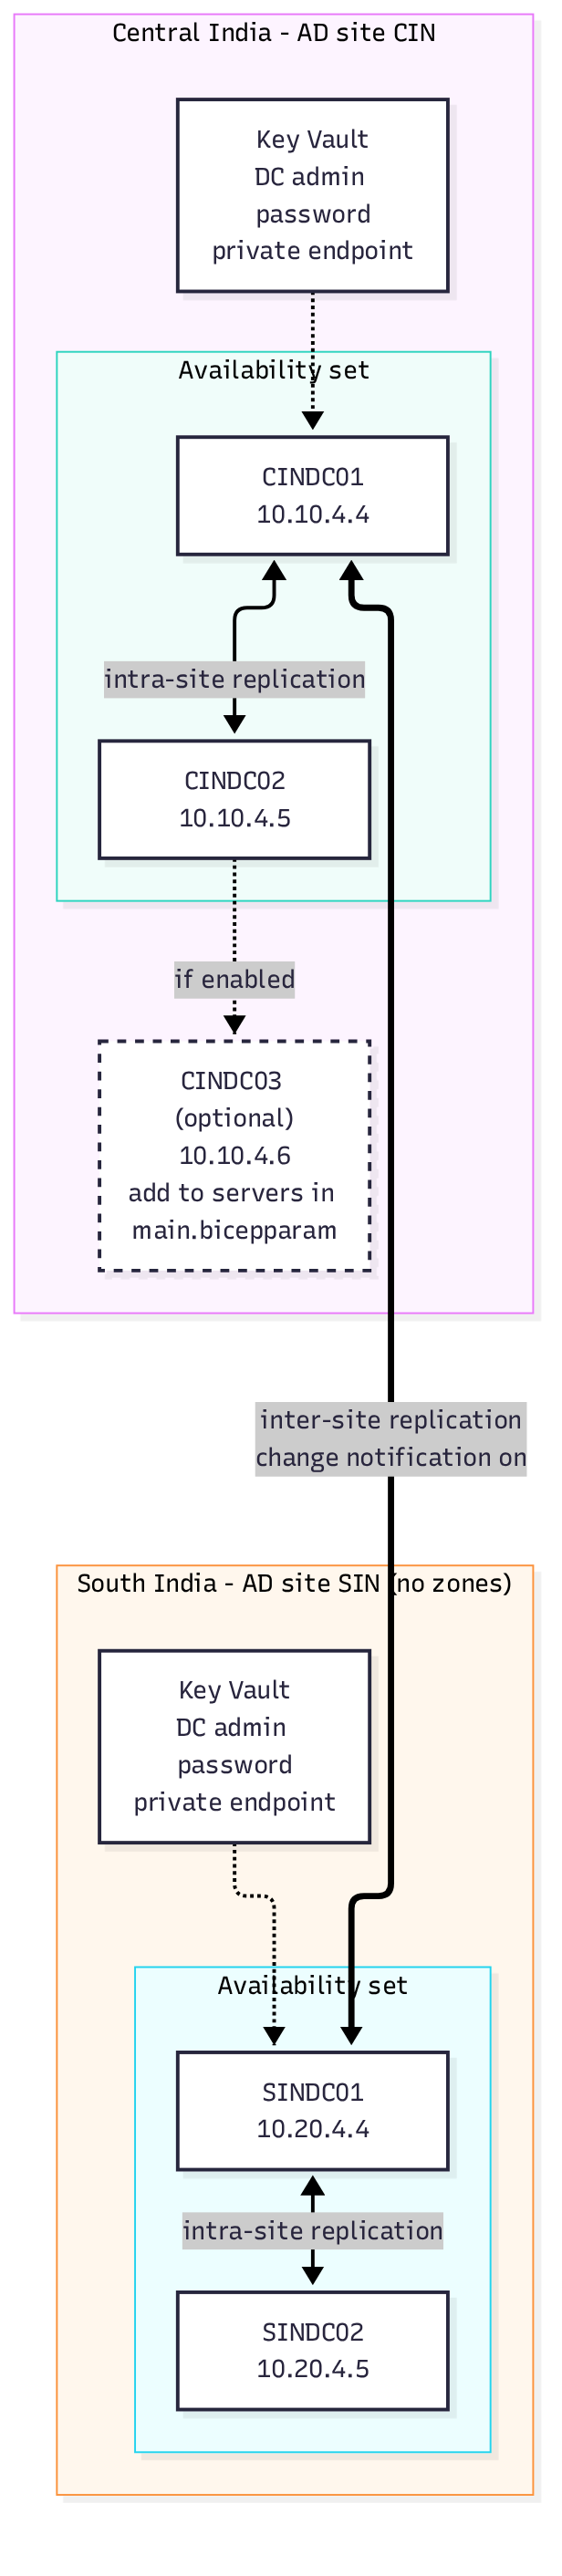 Central India - AD site CIN
Key Vault
DC admin
password
private endpoint
Availability set
CINDC01
10.10.4.4
intra-site replication
CINDC02
10.10.4.5
if enabled
CINDC03
(optional)
10.10.4.6
add to servers in
main.bicepparam
inter-site replication
change notification on
South India - AD site SIN (no zones)
Key Vault
DC admin
password
private endpoint
Availability set
SINDC01
10.20.4.4
intra-site replication
SINDC02
10.20.4.5